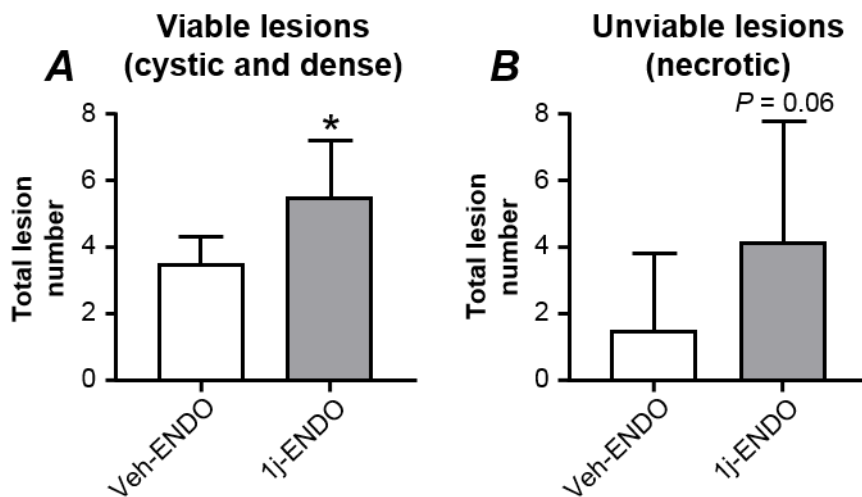 A
Viable lesions
(cystic and dense)
Total lesion
number
8
6
4
2
0
*
Veh-ENDO
1j-ENDO
B
Unviable lesions
(necrotic)
Total lesion
number
8
6
4
2
0
P = 0.06
Veh-ENDO
1j-ENDO